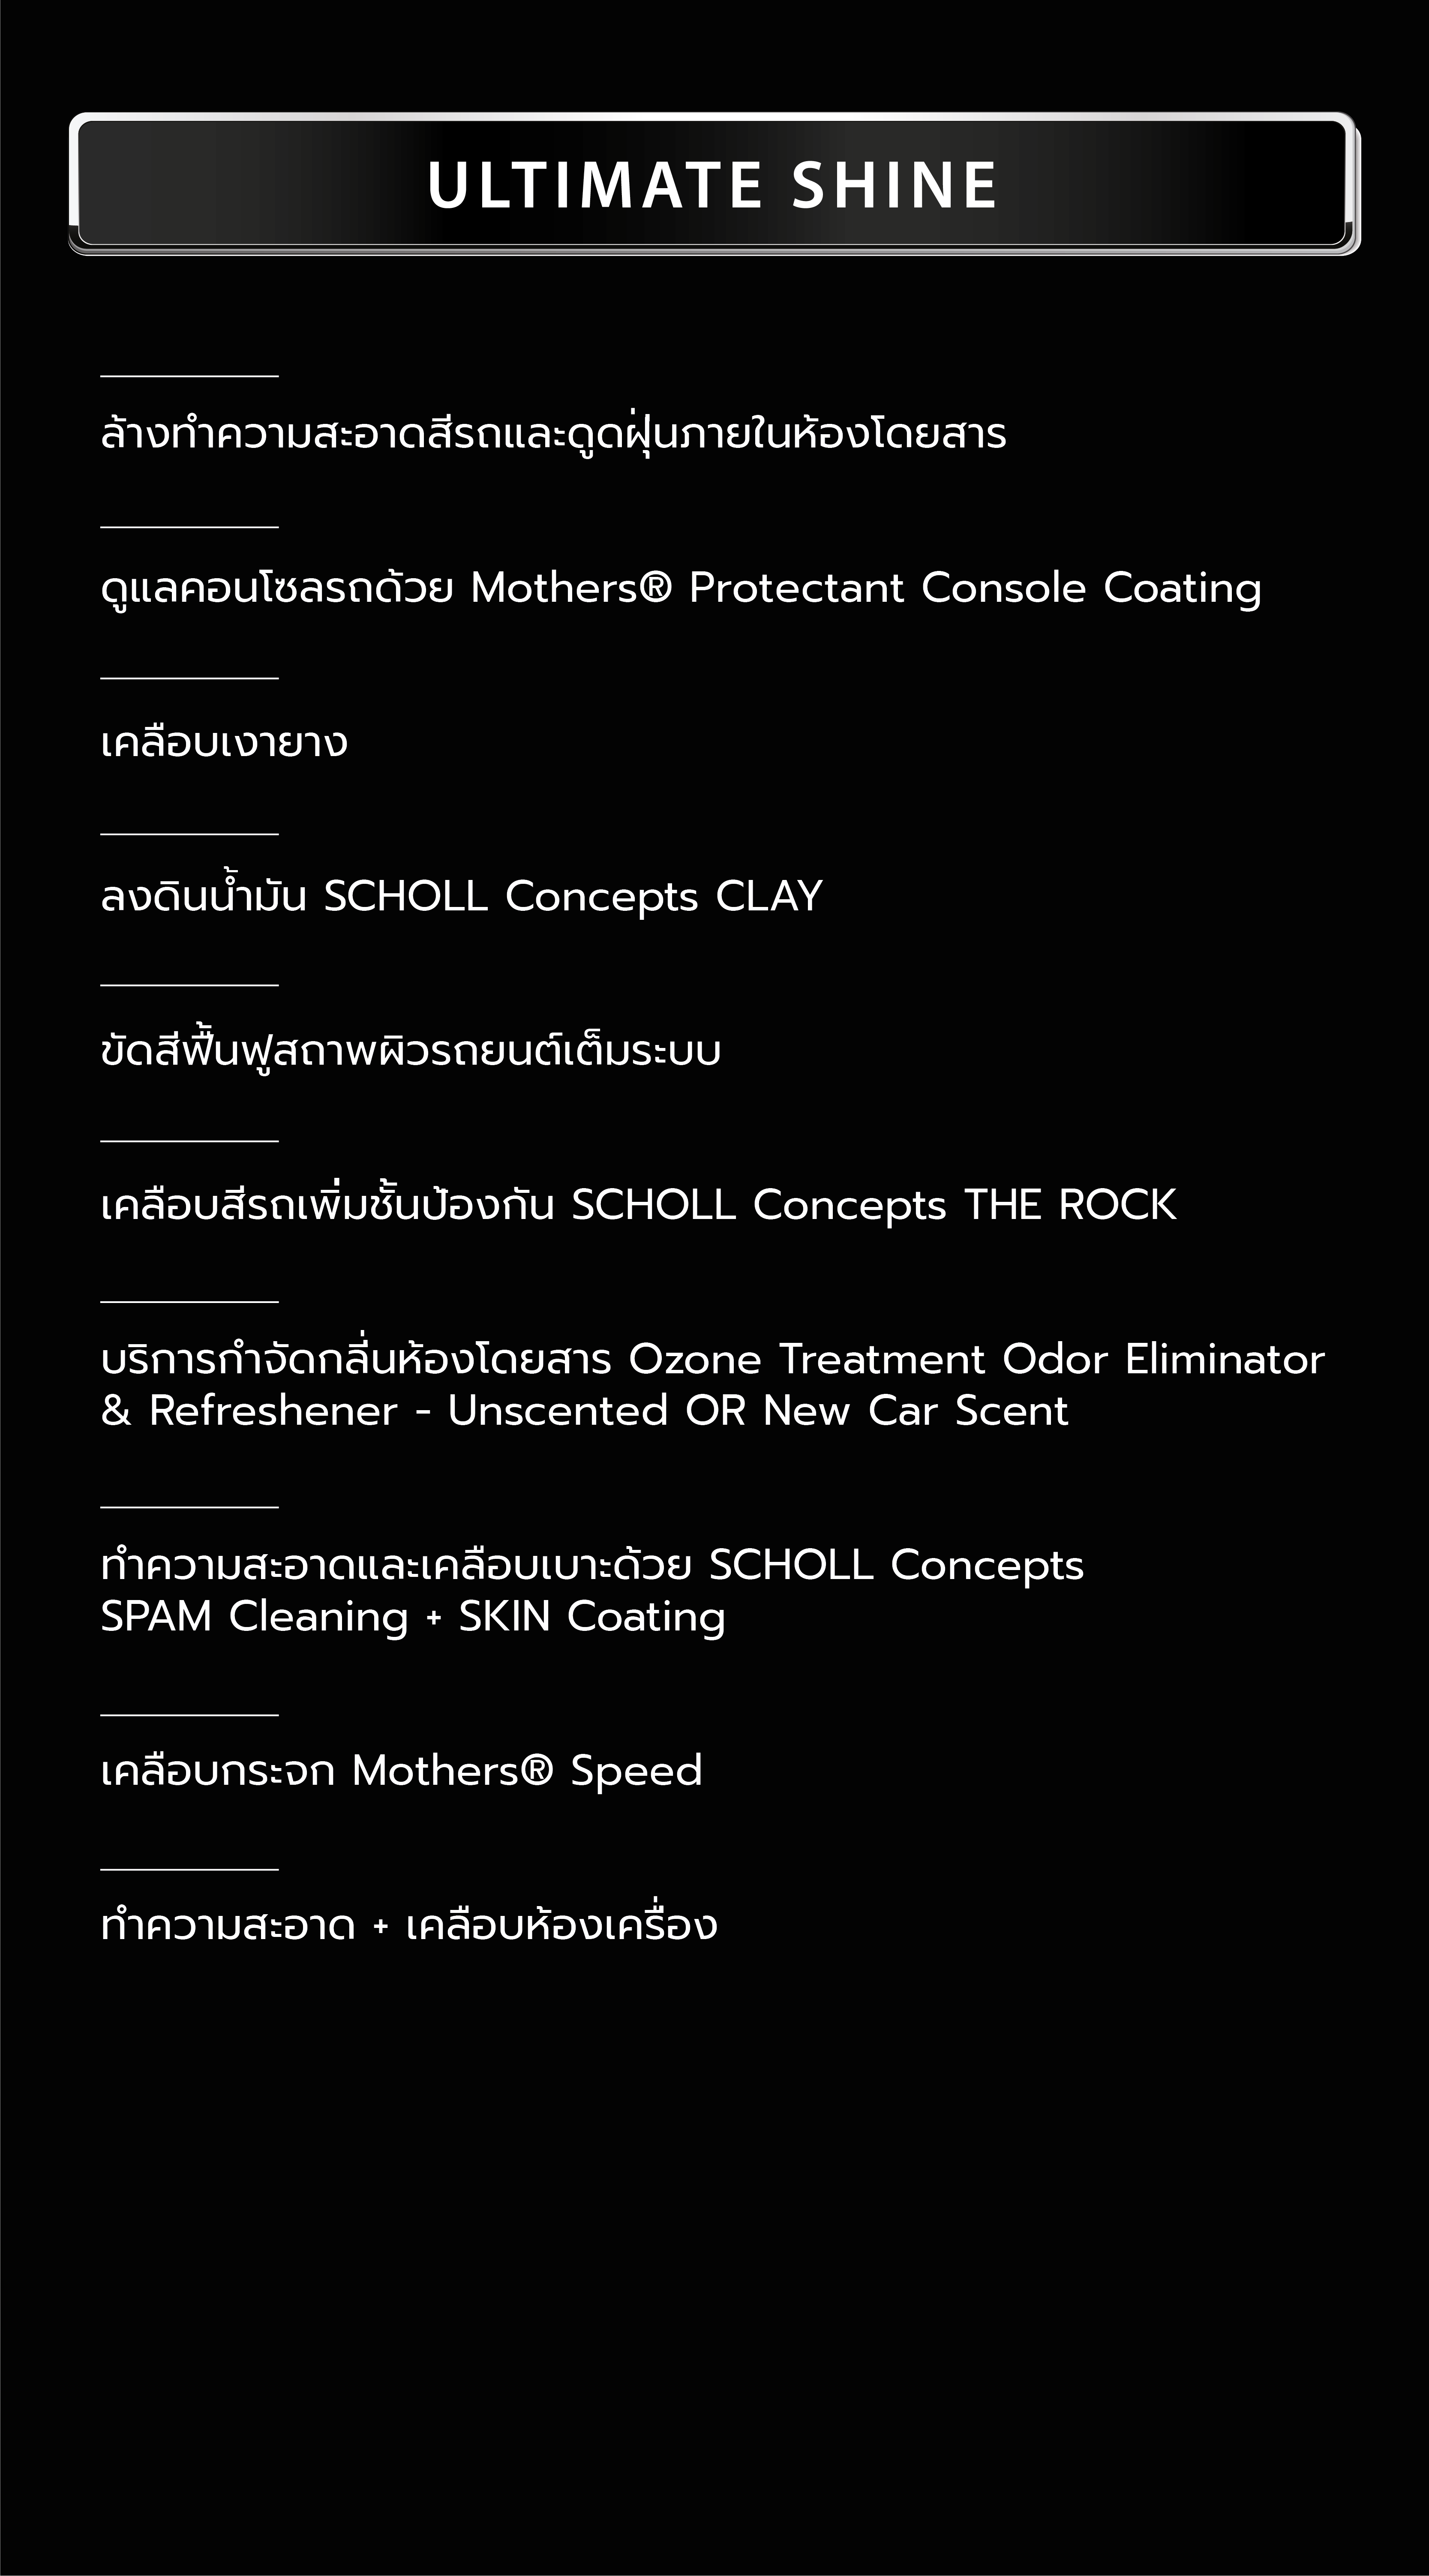 ULTIMATE SHINE
ล้างทำความสะอาดสีรถและดูดฝุ่นภายในห้องโดยสาร
ดูแลคอนโซลรถด้วย Mothers® Protectant Console Coating
เคลือบเงายาง
ลงดินน้ำมัน SCHOLL Concepts CLAY
ขัดสีฟื้นฟูสถาพผิวรถยนต์เต็มระบบ
เคลือบสีรถเพิ่มชั้นป้องกัน SCHOLL Concepts THE ROCK
บริการกำจัดกลิ่นห้องโดยสาร Ozone Treatment Odor Eliminator
& Refreshener - Unscented OR New Car Scent
ทำความสะอาดและเคลือบเบาะด้วย SCHOLL Concepts
SPAM Cleaning + SKIN Coating
เคลือบกระจก Mothers® Speed
ทำความสะอาด + เคลือบห้องเครื่อง